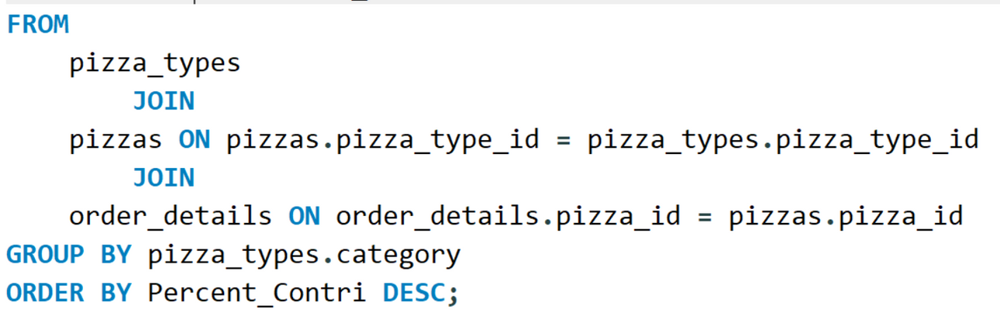 FROM
pizza_types
JOIN
pizzas ON pizzas.pizza_type_id = pizza_types.pizza_type_id
JOIN
order_details ON order_details.pizza_id = pizzas.pizza_id
GROUP BY pizza_types.category
ORDER BY Percent_Contri DESC;